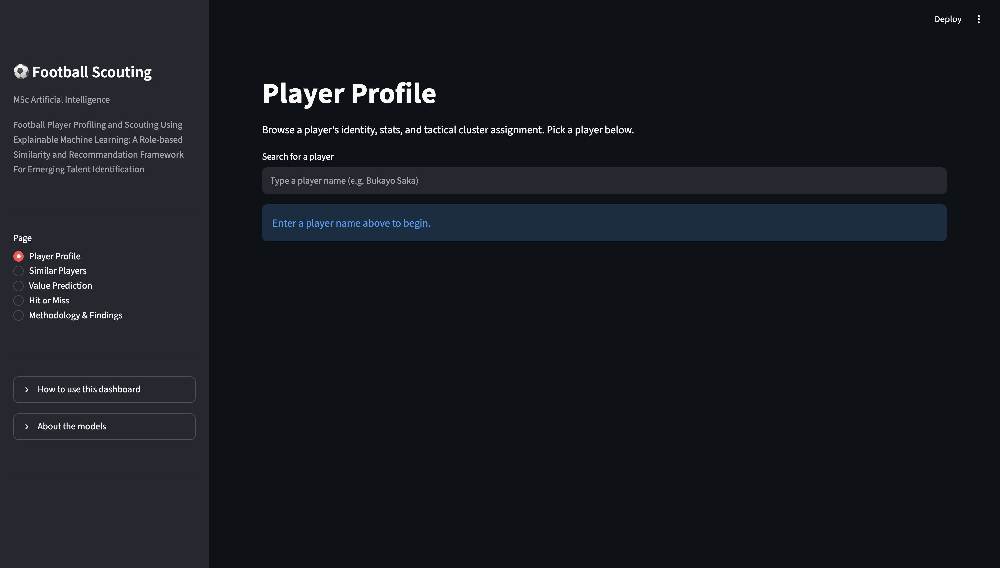 Deploy
Football Scouting
MSc Artificial Intelligence
Football Player Profiling and Scouting Using
Explainable Machine Learning: A Role-based
Similarity and Recommendation Framework
For Emerging Talent Identification
Page
Player Profile
Similar Players
Value Prediction
Hit or Miss
Methodology & Findings
How to use this dashboard
About the models
Player Profile
Browse a player's identity, stats, and tactical cluster assignment. Pick a player below.
Search for a player
Type a player name (e.g. Bukayo Saka)
Enter a player name above to begin.